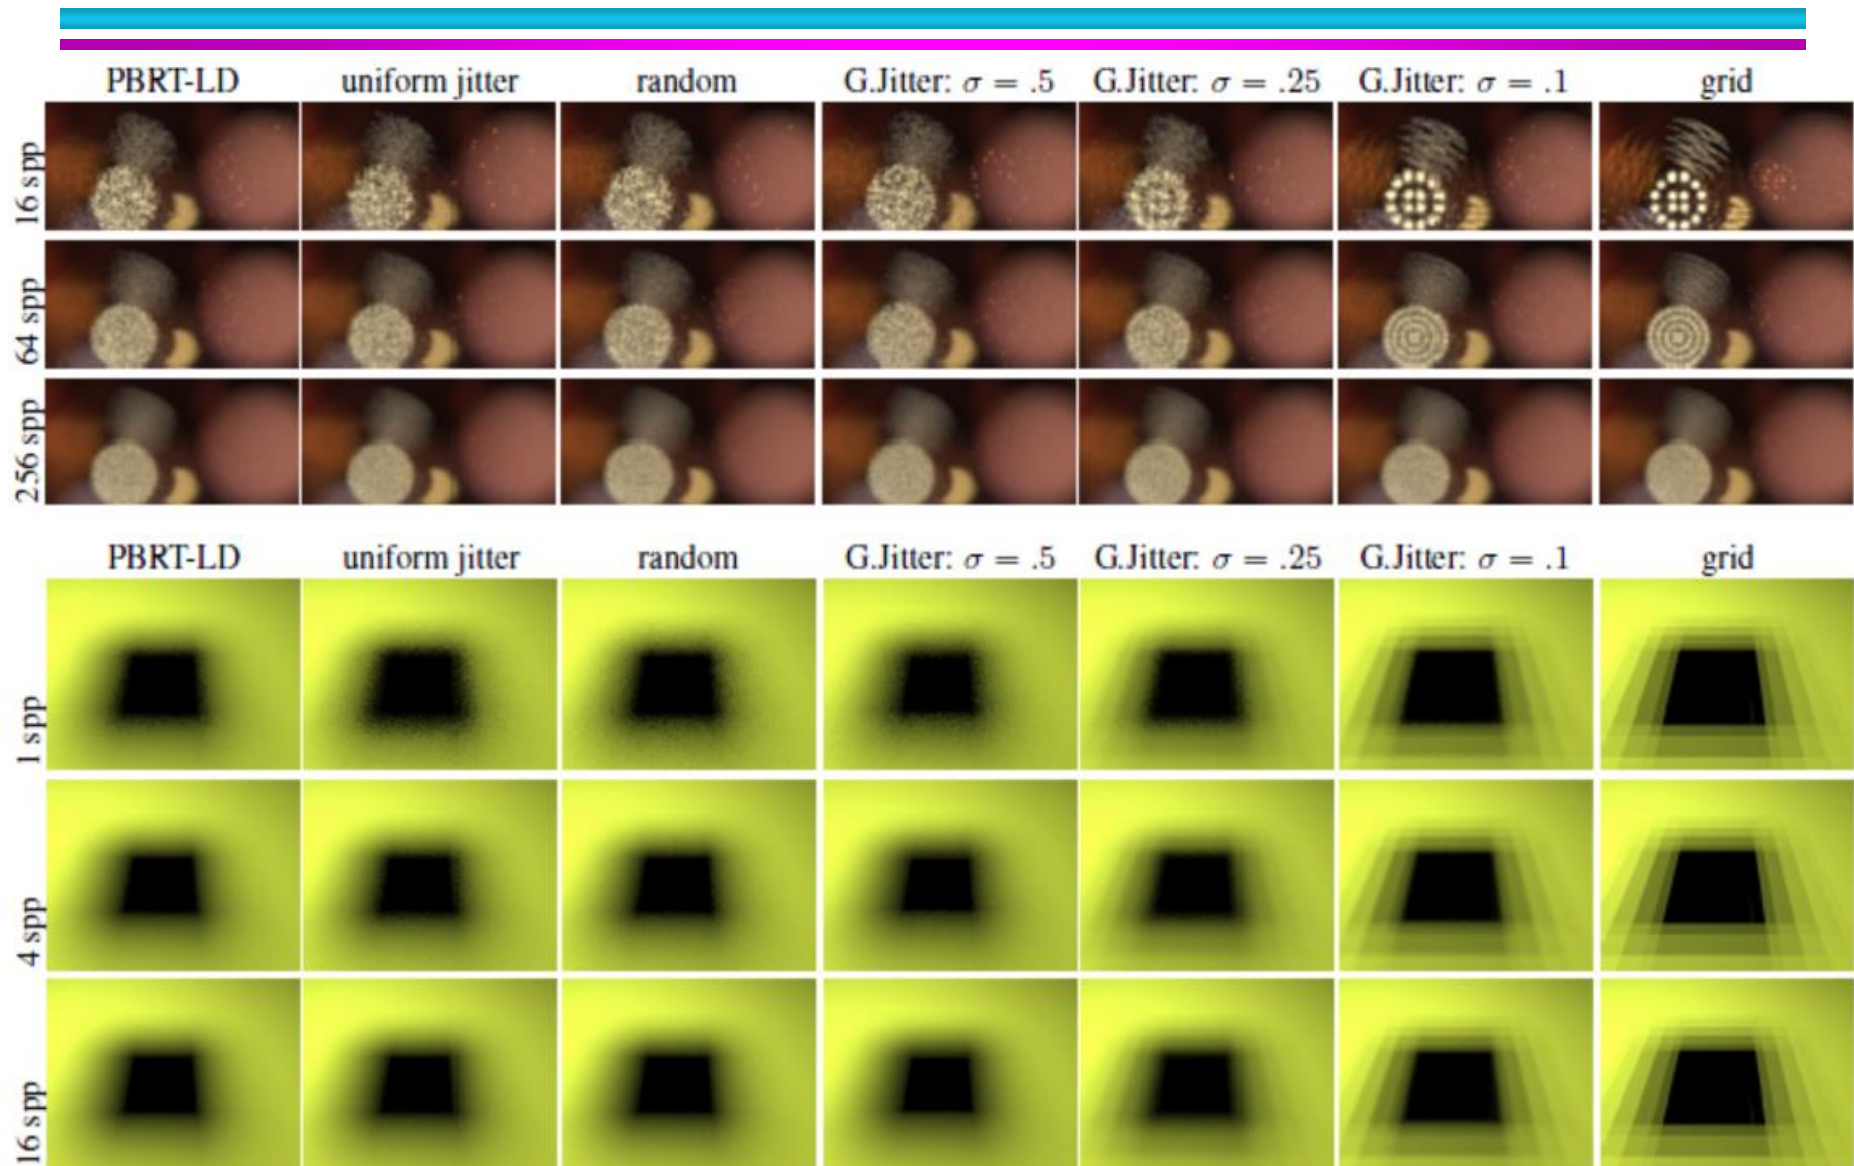 PBRT-LD uniform jitter random G.Jitter: σ = .5 G.Jitter: σ = .25 G.Jitter: σ = .1 grid
16 spp
64 spp
256 spp
PBRT-LD uniform jitter random G.Jitter: σ = .5 G.Jitter: σ = .25 G.Jitter: σ = .1 grid
1 spp
4 spp
16 spp